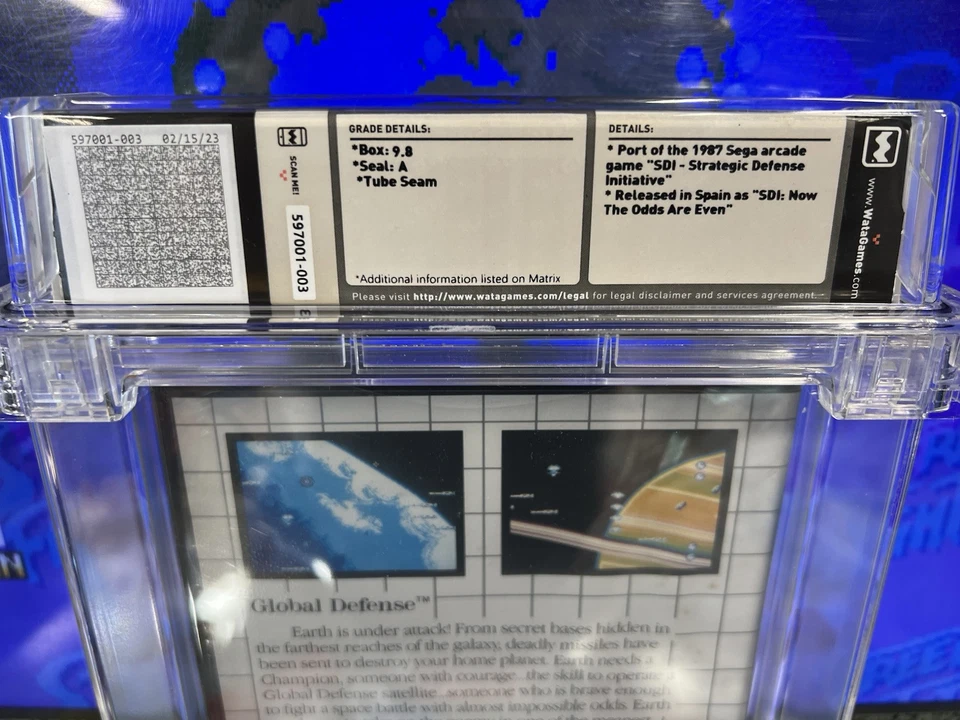 597001-003 02/15/23
SCAN ME!
597001-003
GRADE DETAILS:
*Box: 9.8
*Seal: A
*Tube Seam
*Additional information listed on Matrix
DETAILS:
* Port of the 1987 Sega arcade
game "SDI - Strategic Defense
Initiative"
* Released in Spain as "SDI: Now
The Odds Are Even"
Please visit http://www.watagames.com/legal for legal disclaimer and services agreement.
www.WataGames.com
Global Defense™
Earth is under attack! From secret bases hidden in
the farthest reaches of the galaxy, deadly missiles have
been sent to destroy your home planet. Earth needs a
Champion, someone with courage...the skill to operate a
Global Defense satellite...someone who is brave enough
to fight a space battle with almost impossible odds. Earth